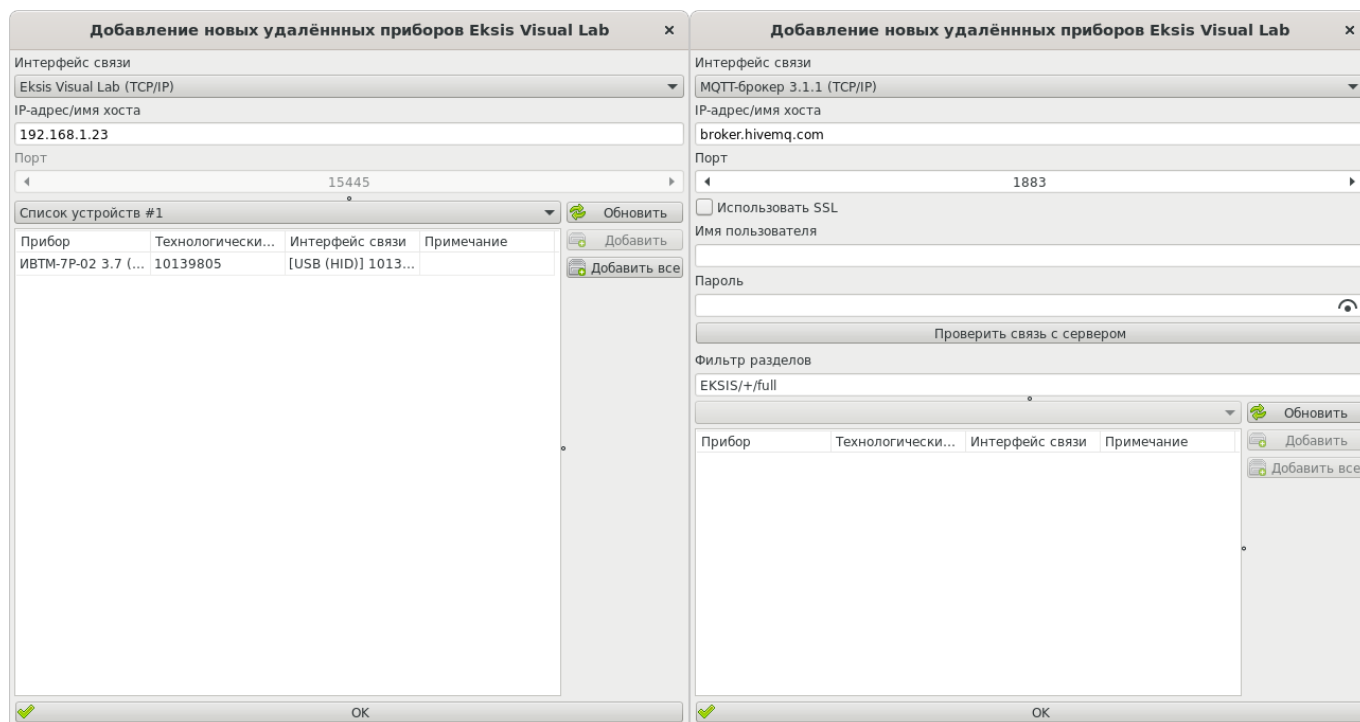 Добавление новых удалённных приборов Eksis Visual Lab
Интерфейс связи
Eksis Visual Lab (TCP/IP)
IP-адрес/имя хоста
192.168.1.23
Порт
15445
Список устройств #1
Обновить
Прибор Технологически... Интерфейс связи Примечание
Добавить
ИВТМ-7Р-02 3.7 (... 10139805 [USB (HID)] 1013...
Добавить все
OK
Добавление новых удалённных приборов Eksis Visual Lab
Интерфейс связи
MQTT-брокер 3.1.1 (TCP/IP)
IP-адрес/имя хоста
broker.hivemq.com
Порт
1883
Использовать SSL
Имя пользователя
Пароль
Проверить связь с сервером
Фильтр разделов
EKSIS/+/full
Обновить
Прибор Технологически... Интерфейс связи Примечание
Добавить
Добавить все
OK